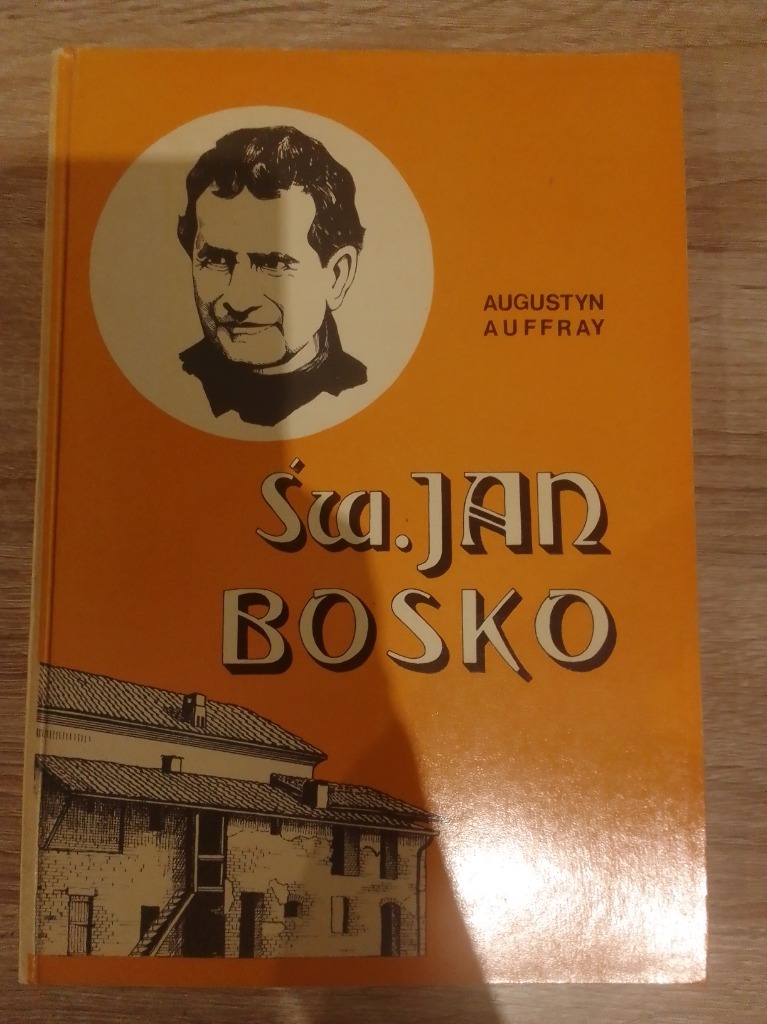 AUGUSTYN
AUFFRAY
Św. JAN
BOSKO